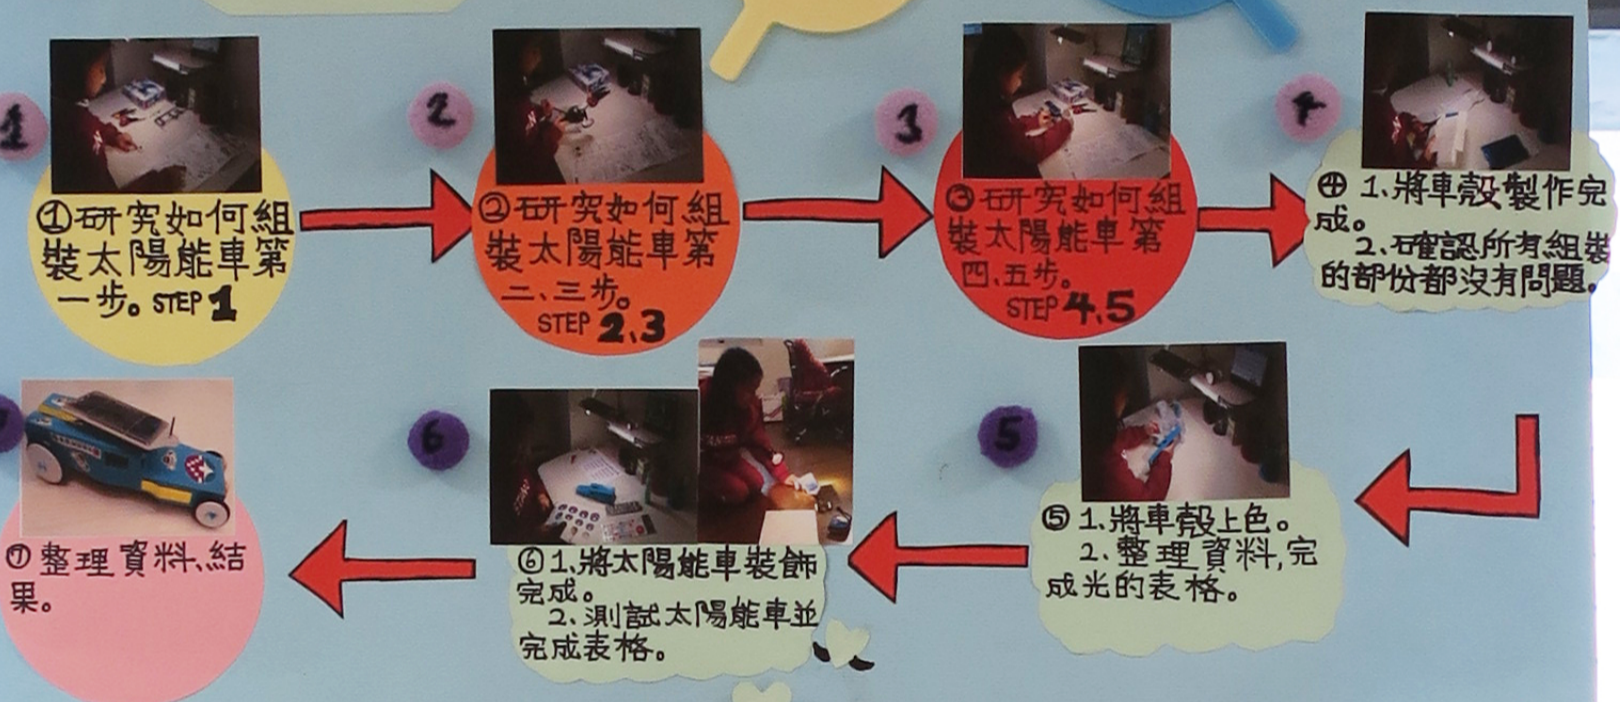 1
①研究如何組
裝太陽能車第
一步。STEP 1
2
②研究如何組
裝太陽能車第
二、三步。
STEP 2、3
3
③研究如何組
裝太陽能車第
四、五步。
STEP 4、5
4
④ 1.將車殼製作完
成。
2.確認所有組裝
的部份都沒有問題。
5
⑤ 1.將車殼上色。
2.整理資料,完
成光的表格。
6
⑥ 1.將太陽能車裝飾
完成。
2.測試太陽能車並
完成表格。
⑦整理資料、結
果。